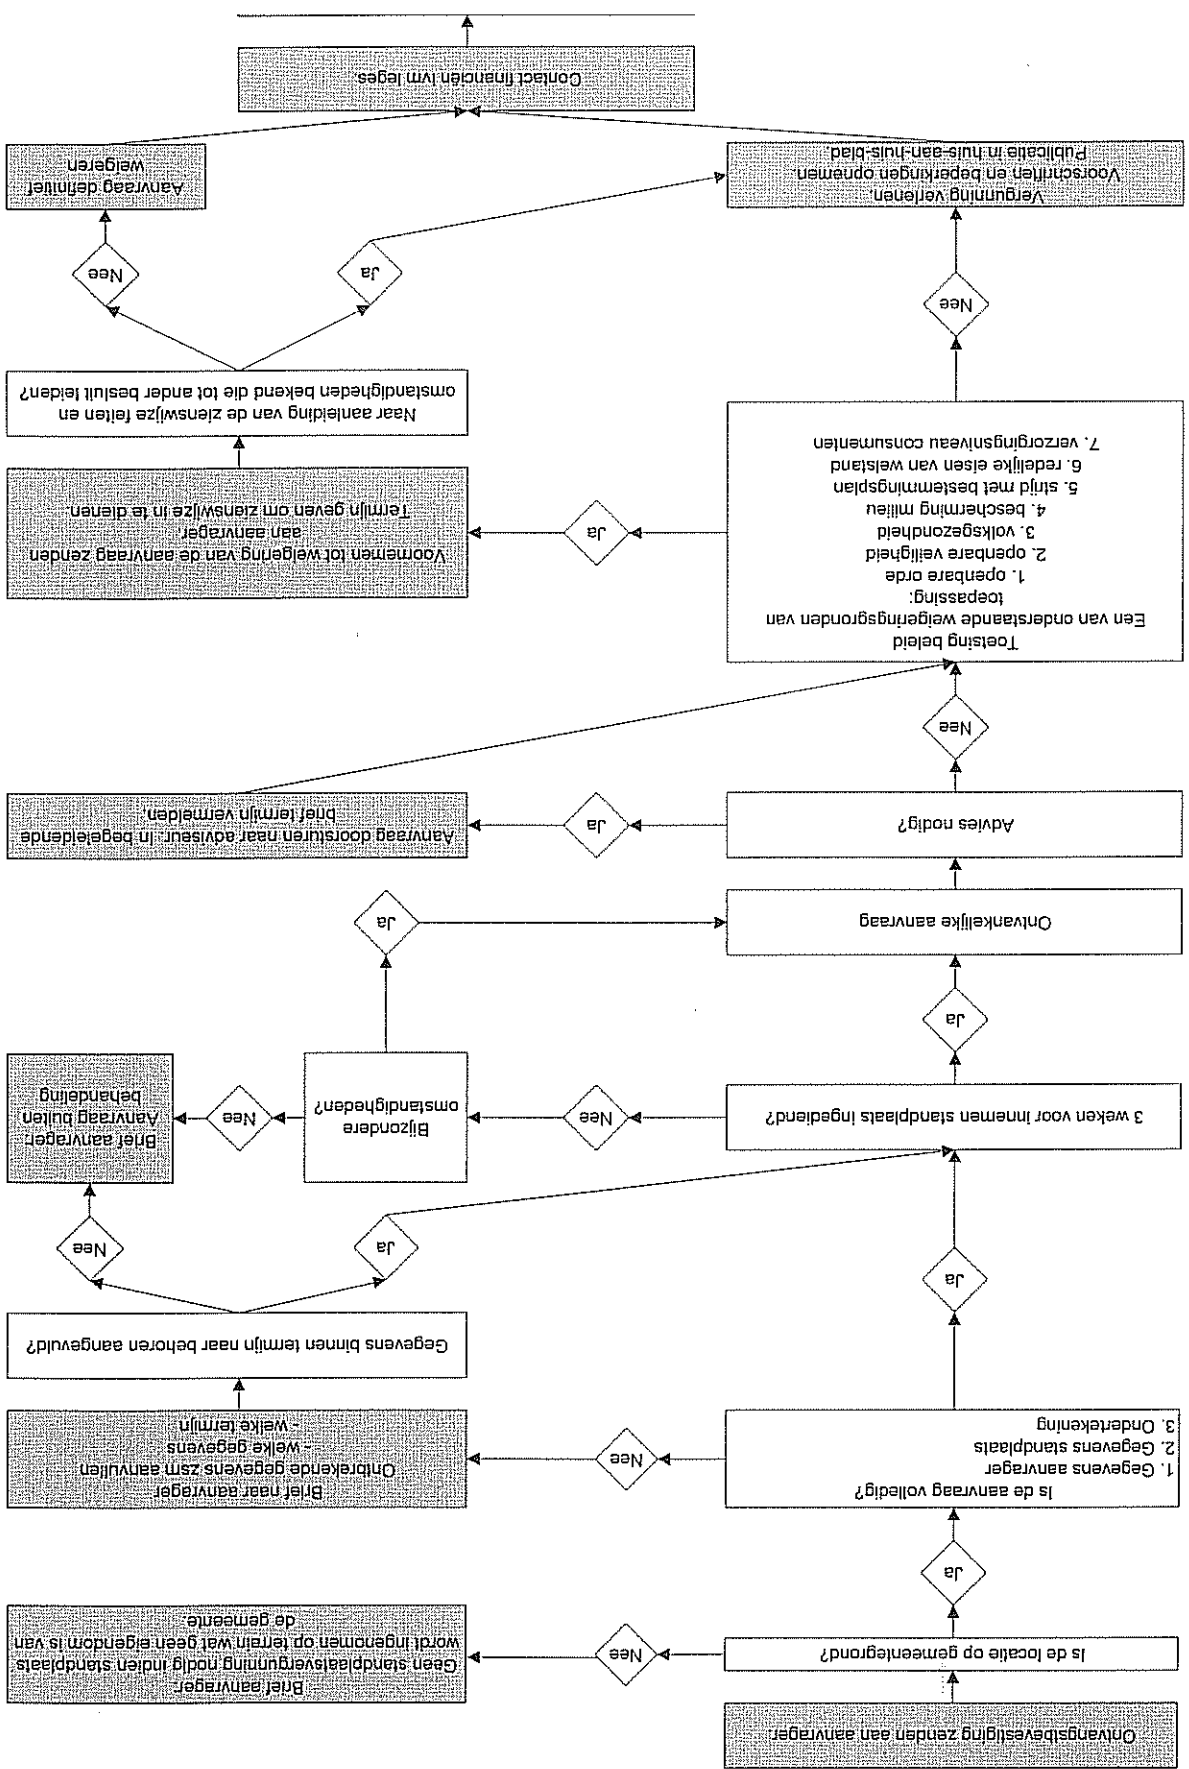 Ontvangstbevestiging zenden aan aanvrager.
Is de locatie op gemeentegrond?
Nee
Brief aanvrager.
Geen standplaatsvergunning nodig indien standplaats
wordt ingenomen op terrein wat geen eigendom is van
de gemeente.
Ja
Is de aanvraag volledig?
1. Gegevens aanvrager
2. Gegevens standplaats
3. Ondertekening
Nee
Brief naar aanvrager
Ontbrekende gegevens zsm aanvullen
- welke gegevens
- welke termijn
Gegevens binnen termijn naar behoren aangevuld?
Ja
Ja
Nee
3 weken voor innemen standplaats ingediend?
Nee
Bijzondere
omstandigheden?
Nee
Brief aanvrager.
Aanvraag buiten
behandeling
Ja
Ja
Ontvankelijke aanvraag
Advies nodig?
Ja
Aanvraag doorsturen naar adviseur. In begeleidende
brief termijn vermelden.
Nee
Toetsing beleid
Een van onderstaande weigeringsgronden van
toepassing:
1. openbare orde
2. openbare veiligheid
3. volksgezondheid
4. bescherming milieu
5. strijd met bestemmingsplan
6. redelijke eisen van welstand
7. verzorgingsniveau consumenten
Ja
Voornemen tot weigering van de aanvraag zenden
aan aanvrager.
Termijn geven om zienswijze in te dienen.
Naar aanleiding van de zienswijze feiten en
omstandigheden bekend die tot ander besluit leiden?
Nee
Ja
Nee
Vergunning verlenen.
Voorschriften en beperkingen opnemen.
Publicatie in huis-aan-huis-blad.
Aanvraag definitief
weigeren
Contact financiën ivm leges